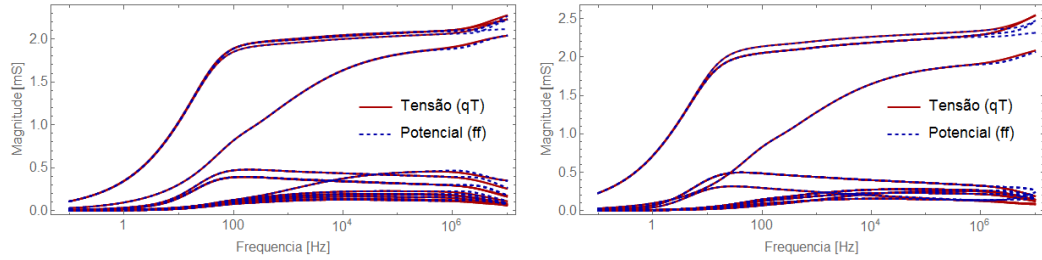 Magnitude [mS]
2.0
1.5
1.0
0.5
0.0
Tensão (qT)
Potencial (ff)
1
100
10⁴
10⁶
Frequencia [Hz]
Magnitude [mS]
2.5
2.0
1.5
1.0
0.5
0.0
Tensão (qT)
Potencial (ff)
1
100
10⁴
10⁶
Frequencia [Hz]